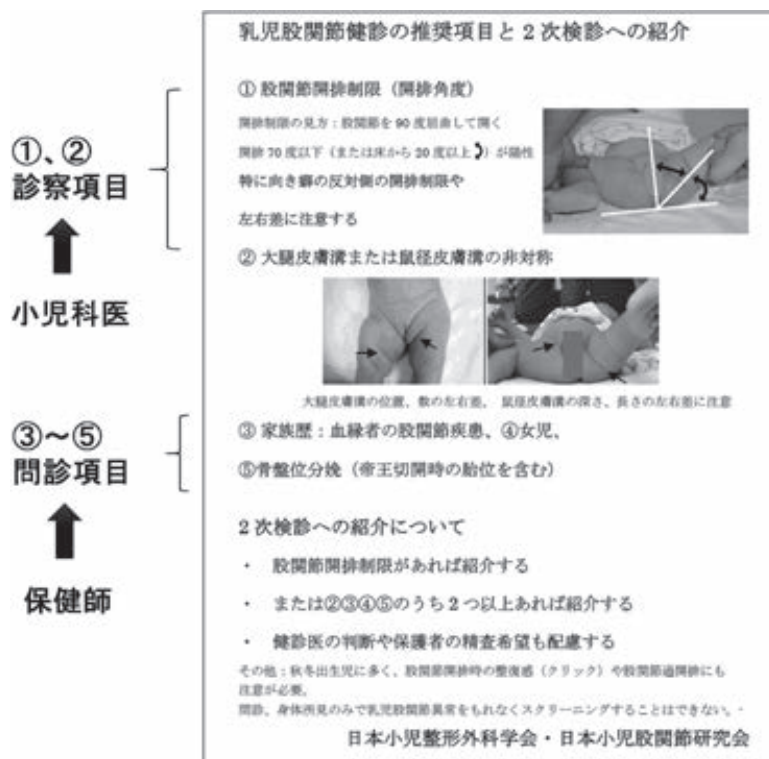 乳児股関節健診の推奨項目と2次検診への紹介
① 股関節開排制限（開排角度）
開排制限の見方：股関節を90度屈曲して開く
開排70度以下（または床から20度以上）が陽性
特に向き癖の反対側の開排制限や
左右差に注意する
② 大腿皮膚溝または鼠径皮膚溝の非対称
大腿皮膚溝の位置、数の左右差、鼠径皮膚溝の深さ、長さの左右差に注意
③ 家族歴：血縁者の股関節疾患、④女児、
⑤骨盤位分娩（帝王切開時の胎位を含む）
2次検診への紹介について
・ 股関節開排制限があれば紹介する
・ または②③④⑤のうち2つ以上あれば紹介する
・ 健診医の判断や保護者の精査希望も配慮する
その他：秋冬出生児に多く、股関節開排時の整復感（クリック）や股関節過開排にも
注意が必要。
問診、身体所見のみで乳児股関節異常をもれなくスクリーニングすることはできない。
日本小児整形外科学会・日本小児股関節研究会
①、②
診察項目
小児科医
③～⑤
問診項目
保健師